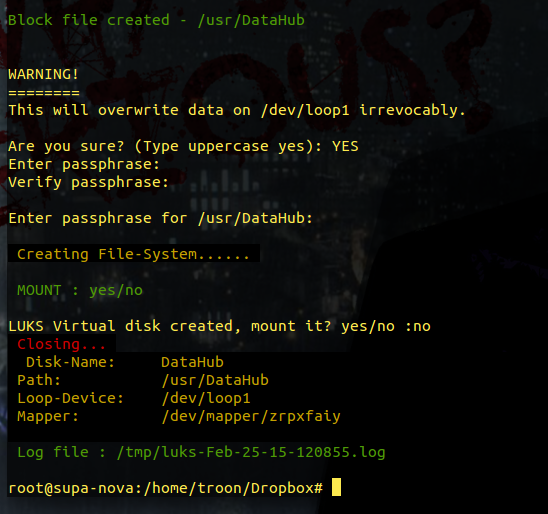 Block file created - /usr/DataHub
WARNING!
========
This will overwrite data on /dev/loop1 irrevocably.
Are you sure? (Type uppercase yes): YES
Enter passphrase:
Verify passphrase:
Enter passphrase for /usr/DataHub:
Creating File-System......
MOUNT : yes/no
LUKS Virtual disk created, mount it? yes/no :no
Closing...
Disk-Name: DataHub
Path: /usr/DataHub
Loop-Device: /dev/loop1
Mapper: /dev/mapper/zrpxfaiy
Log file : /tmp/luks-Feb-25-15-120855.log
root@supa-nova:/home/troon/Dropbox#